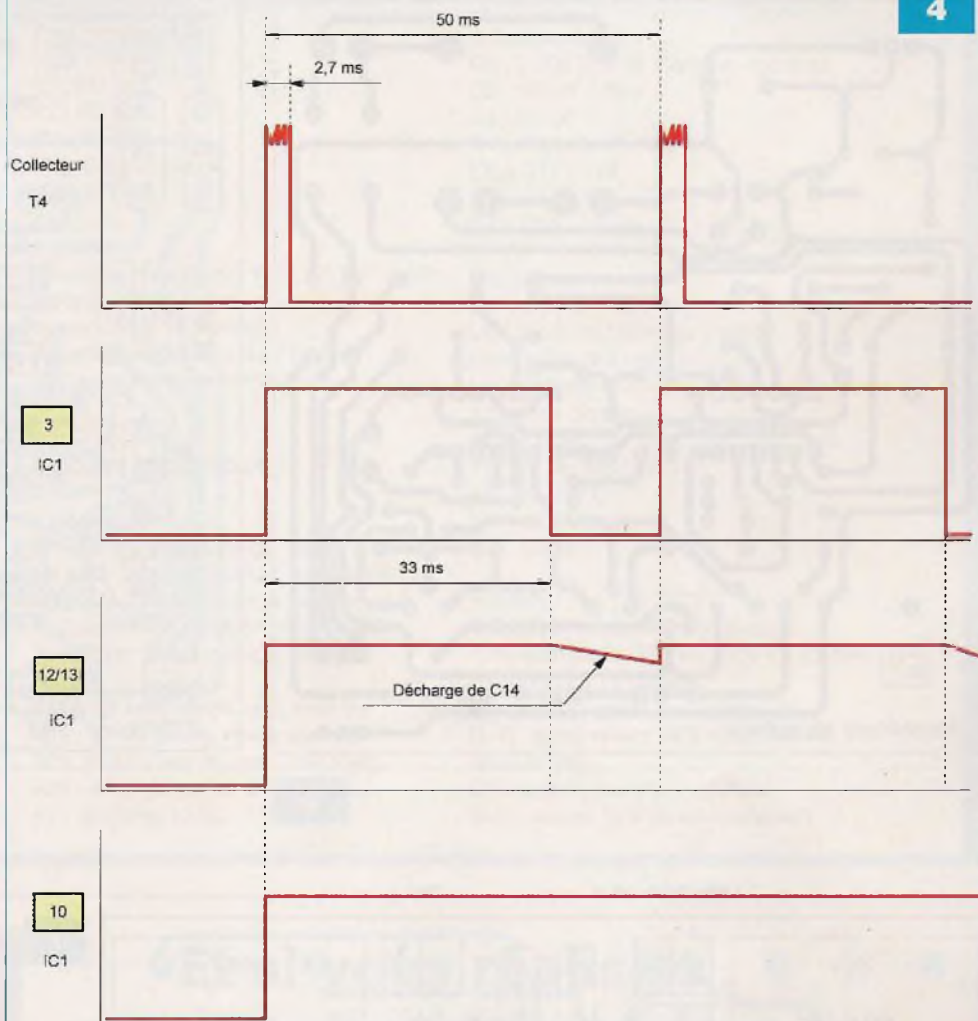 4
50 ms
2,7 ms
Collecteur
T4
3
IC1
33 ms
12/13
IC1
Décharge de C14
10
IC1